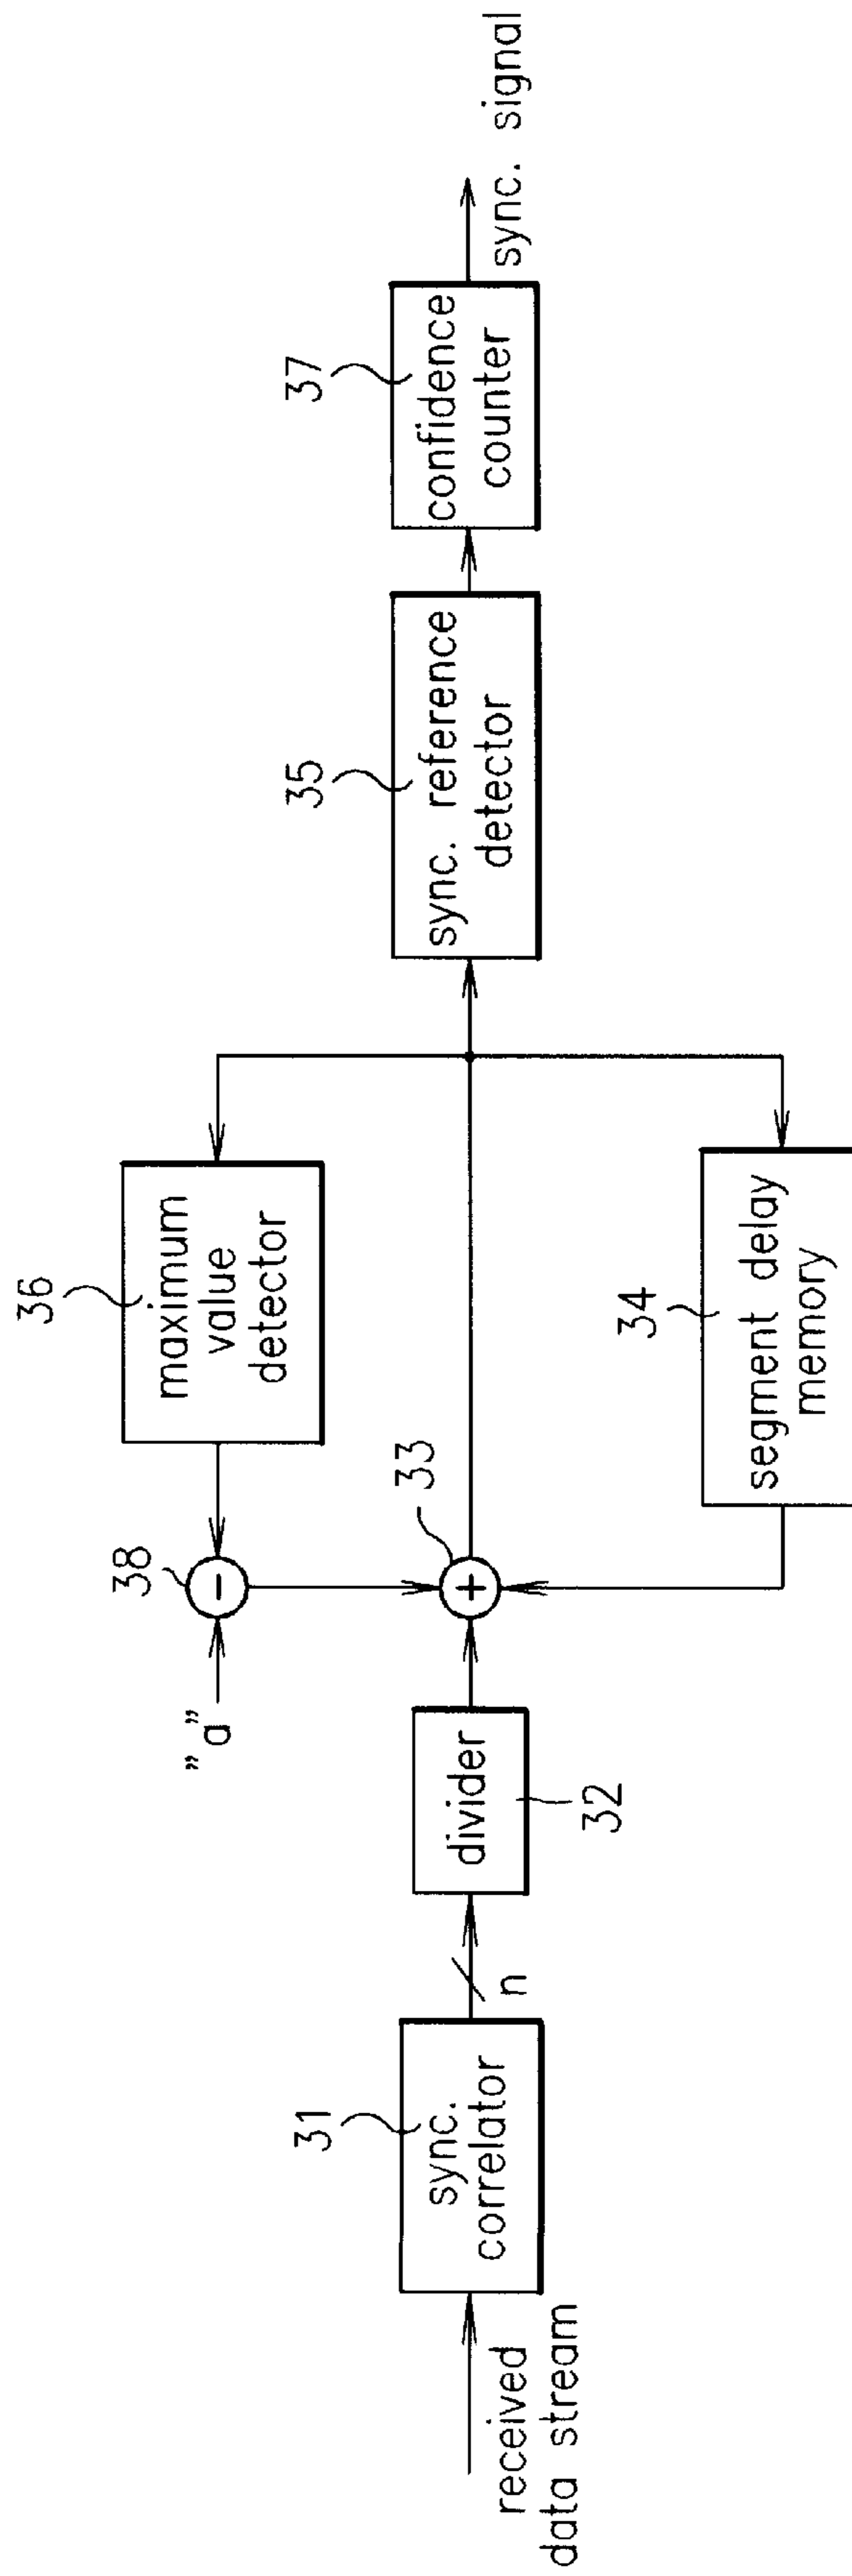 received
data stream
31
sync.
correlator
n
divider
32
"a"
38
−
33
+
36
maximum
value
detector
34
segment delay
memory
35
sync. reference
detector
37
confidence
counter
sync. signal